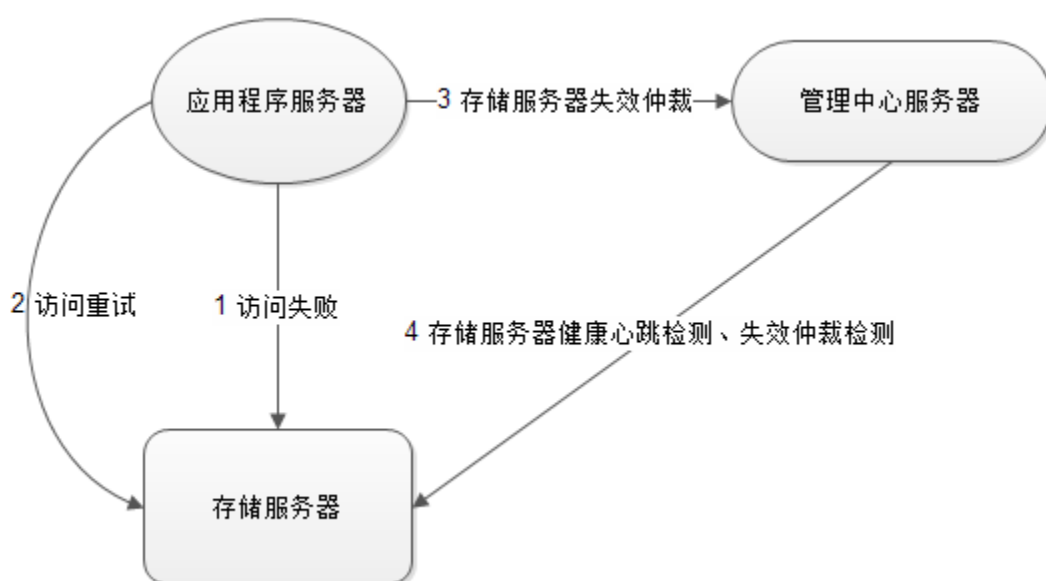 应用程序服务器
3 存储服务器失效仲裁
管理中心服务器
2 访问重试
1 访问失败
4 存储服务器健康心跳检测、失效仲裁检测
存储服务器